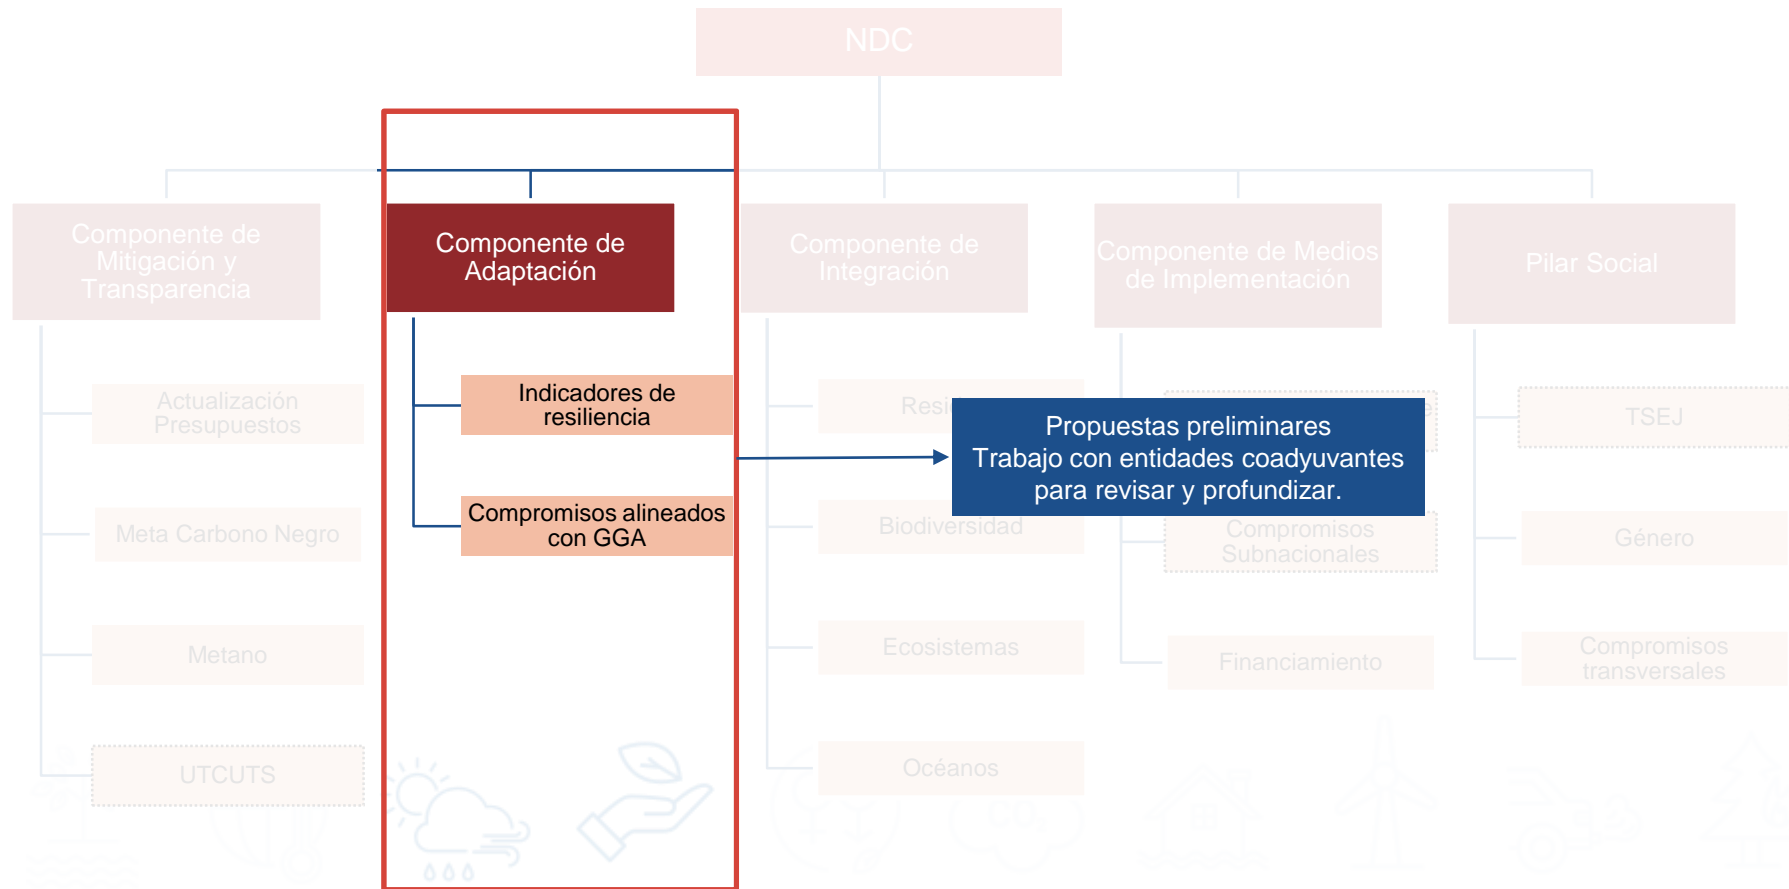 NDC
Componente de
Mitigación y
Transparencia
Actualización
Presupuestos
Meta Carbono Negro
Metano
UTCUTS
Componente de
Adaptación
Indicadores de
resiliencia
Compromisos alineados
con GGA
Componente de
Integración
Biodiversidad
Ecosistemas
Océanos
Propuestas preliminares
Trabajo con entidades coadyuvantes
para revisar y profundizar.
Componente de Medios
de Implementación
Compromisos
Subnacionales
Financiamiento
Pilar Social
TSEJ
Género
Compromisos
transversales